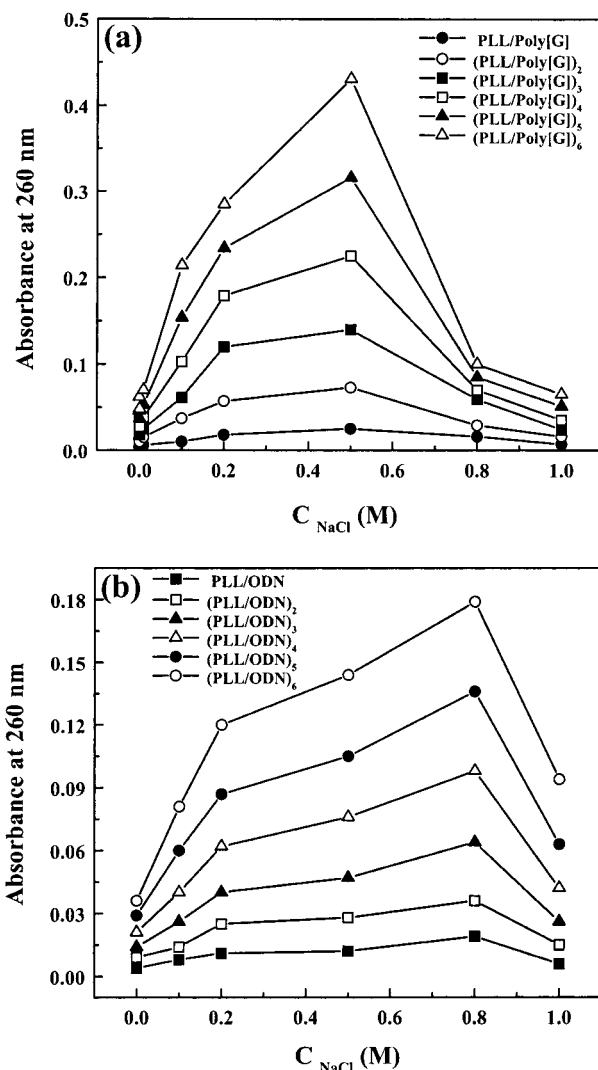 (a)
PLL/Poly[G]
(PLL/Poly[G])₂
(PLL/Poly[G])₃
(PLL/Poly[G])₄
(PLL/Poly[G])₅
(PLL/Poly[G])₆
Absorbance at 260 nm
0.5
0.4
0.3
0.2
0.1
0.0
0.0 0.2 0.4 0.6 0.8 1.0
C NaCl (M)
(b)
PLL/ODN
(PLL/ODN)₂
(PLL/ODN)₃
(PLL/ODN)₄
(PLL/ODN)₅
(PLL/ODN)₆
Absorbance at 260 nm
0.18
0.15
0.12
0.09
0.06
0.03
0.00
0.0 0.2 0.4 0.6 0.8 1.0
C NaCl (M)